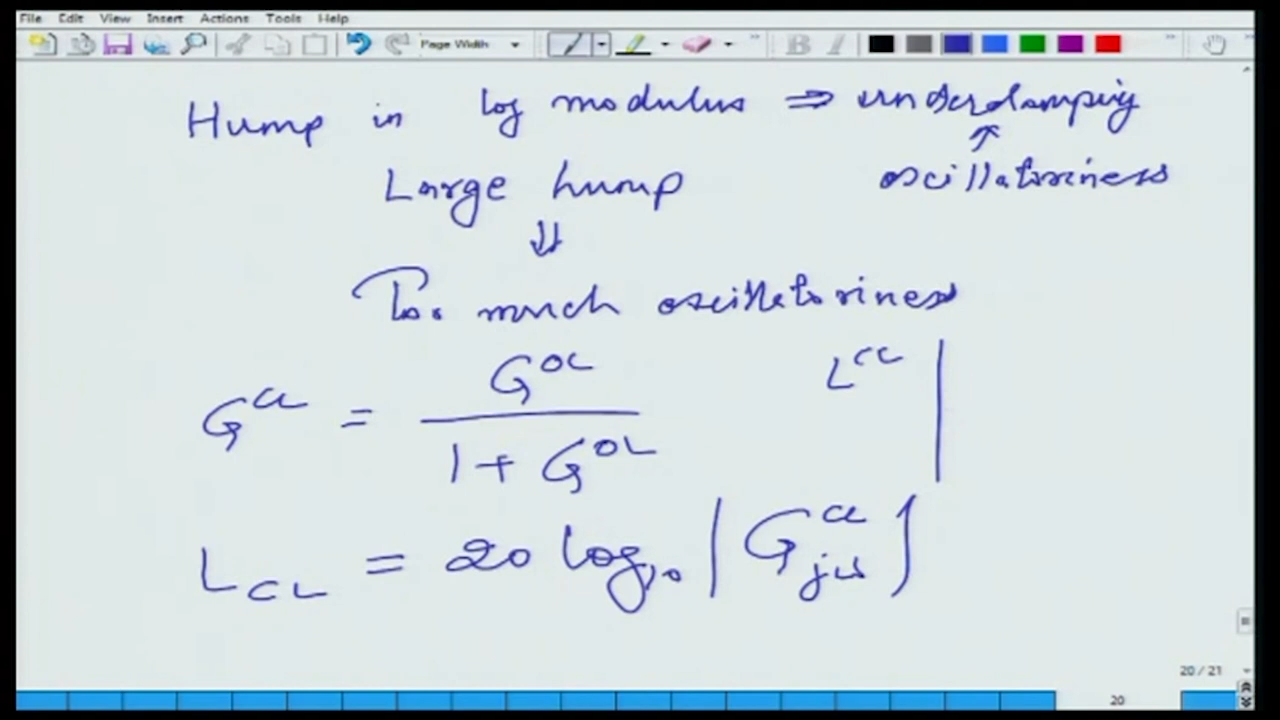 File Edit View Insert Actions Tools Help
Page Width
Hump in log modulus ⇒ underdamping
↑
Large hump oscillatoriness
⇓
Too much oscillatoriness
G^CL = G^OL / (1 + G^OL) L^CL |
L_CL = 20 log_10 | G^CL_jω |
20 / 21
20